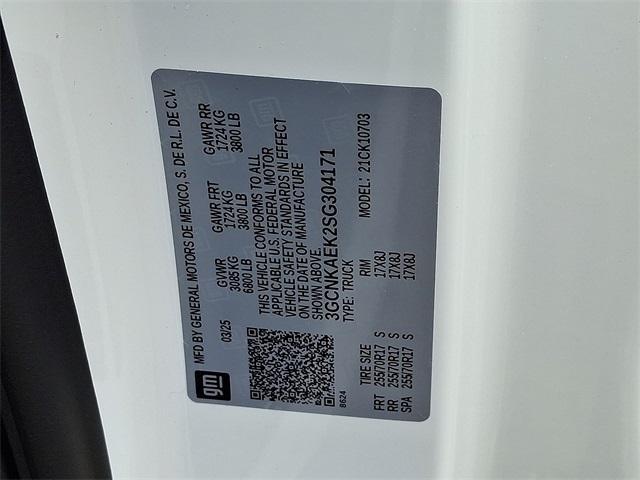 gm
MFD BY GENERAL MOTORS DE MEXICO, S. DE R.L. DE C.V.
03/25
GVWR GAWR FRT GAWR RR
3085 KG 1724 KG 1724 KG
6800 LB 3800 LB 3800 LB
THIS VEHICLE CONFORMS TO ALL
APPLICABLE U.S. FEDERAL MOTOR
VEHICLE SAFETY STANDARDS IN EFFECT
ON THE DATE OF MANUFACTURE
SHOWN ABOVE.
3GCNKAEK2SG304171
TYPE: TRUCK MODEL: 21CK10703
8624
TIRE SIZE RIM
FRT 255/70R17 S 17X8J
RR 255/70R17 S 17X8J
SPA 255/70R17 S 17X8J